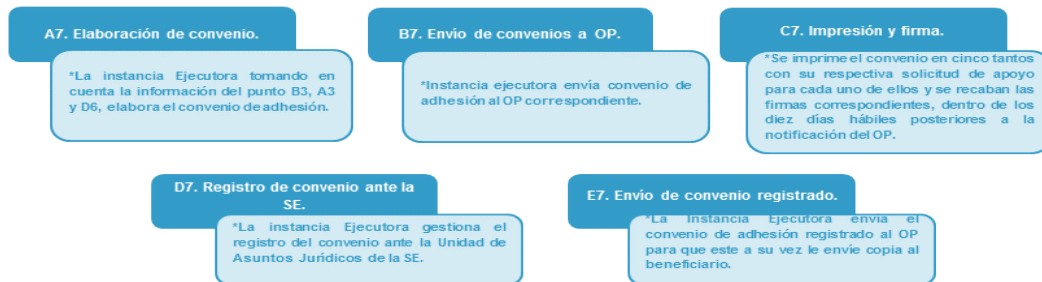 A7. Elaboración de convenio.
*La instancia Ejecutora tomando en
cuenta la información del punto B3, A3
y D6, elabora el convenio de adhesión.
B7. Envío de convenios a OP.
*Instancia ejecutora envía convenio de
adhesión al OP correspondiente.
C7. Impresión y firma.
*Se imprime el convenio en cinco tantos
con su respectiva solicitud de apoyo
para cada uno de ellos y se recaban las
firmas correspondientes, dentro de los
diez días hábiles posteriores a la
notificación del OP.
D7. Registro de convenio ante la
SE.
*La instancia Ejecutora gestiona el
registro del convenio ante la Unidad de
Asuntos Jurídicos de la SE.
E7. Envío de convenio registrado.
*La Instancia Ejecutora envía el
convenio de adhesión registrado al OP
para que este a su vez le envíe copia al
beneficiario.